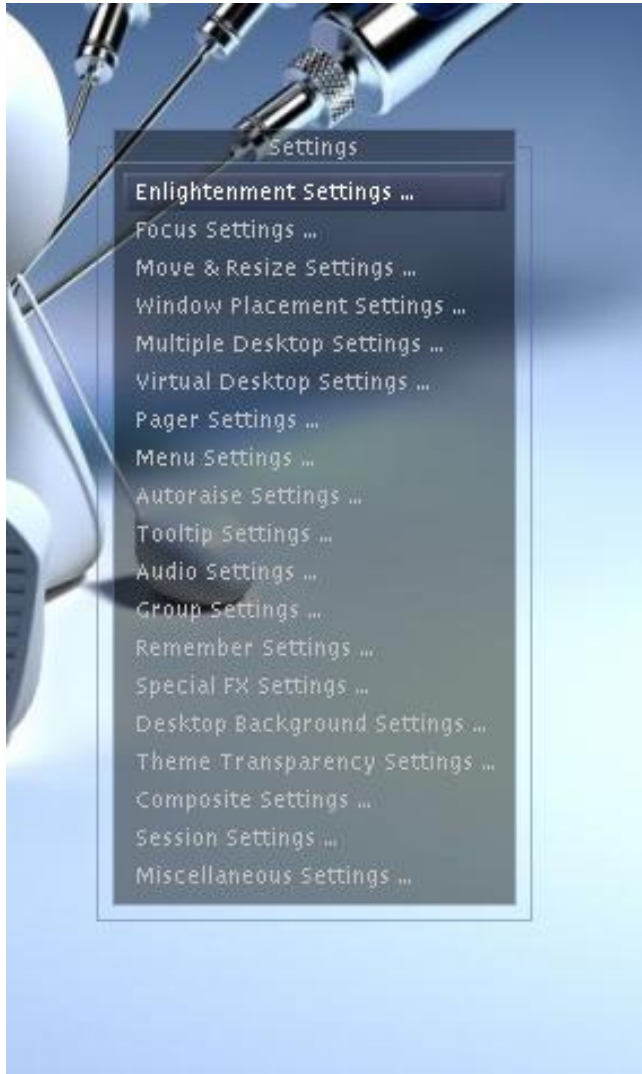 Settings
Enlightenment Settings ...
Focus Settings ...
Move & Resize Settings ...
Window Placement Settings ...
Multiple Desktop Settings ...
Virtual Desktop Settings ...
Pager Settings ...
Menu Settings ...
Autoraise Settings ...
Tooltip Settings ...
Audio Settings ...
Group Settings ...
Remember Settings ...
Special FX Settings ...
Desktop Background Settings ...
Theme Transparency Settings ...
Composite Settings ...
Session Settings ...
Miscellaneous Settings ...